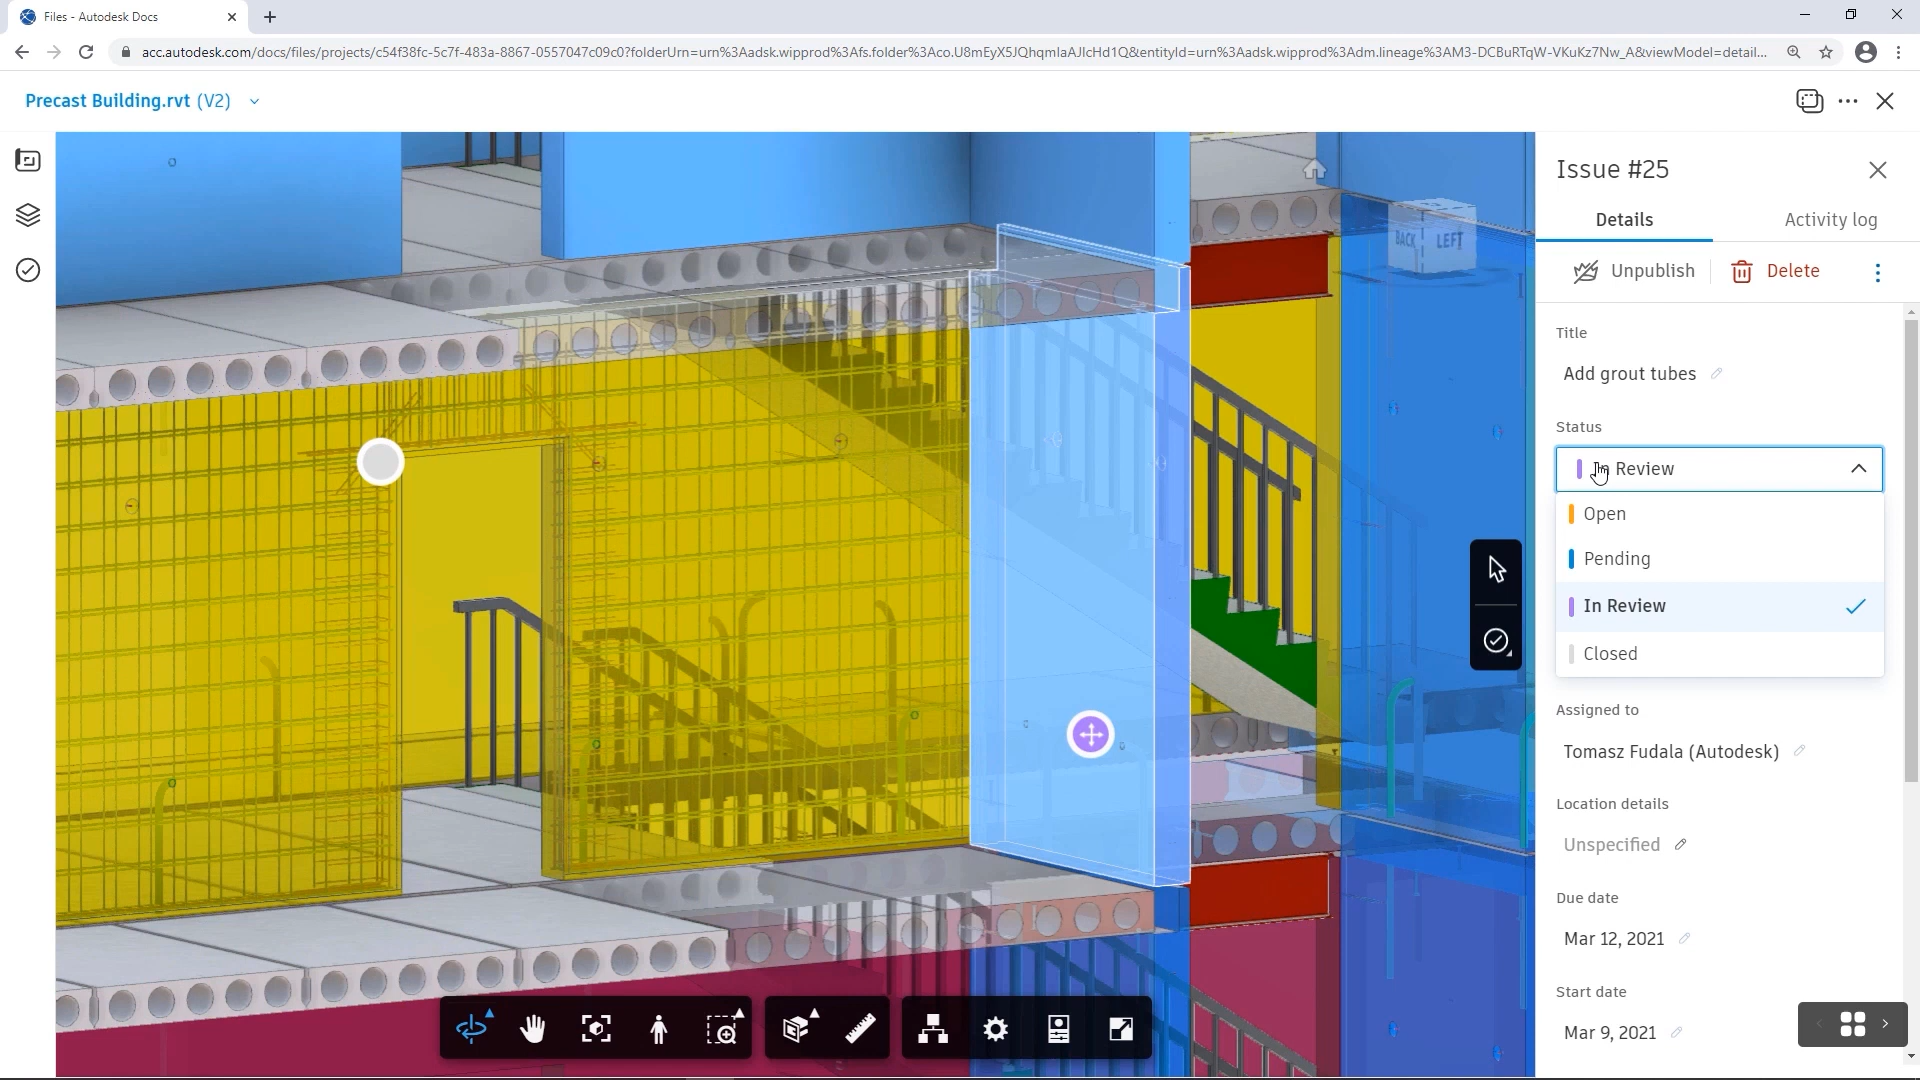 Files - Autodesk Docs
acc.autodesk.com/docs/files/projects/c54f38fc-5c7f-483a-8867-0557047c09c0?folderUrn=urn%3Aadsk.wipprod%3Afs.folder%3Aco.U8mEyX5JQhqmlaAJlcHd1Q&entityId=urn%3Aadsk.wipprod%3Adm.lineage%3AM3-DCBuRTqW-VKuKz7Nw_A&viewModel=detail...
Precast Building.rvt (V2)
BACK LEFT
Issue #25
Details
Activity log
Unpublish
Delete
Title
Add grout tubes
Status
In Review
Open
Pending
In Review
Closed
Assigned to
Tomasz Fudala (Autodesk)
Location details
Unspecified
Due date
Mar 12, 2021
Start date
Mar 9, 2021